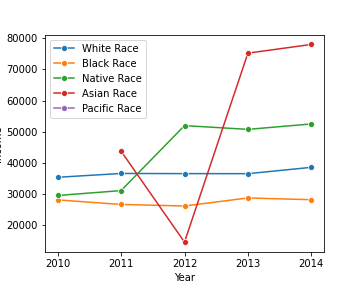 80000
70000
60000
50000
40000
30000
20000
White Race
Black Race
Native Race
Asian Race
Pacific Race
2010 2011 2012 2013 2014
Year